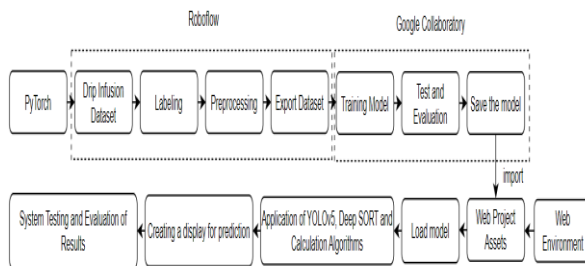 Roboflow
Google Collaboratory
PyTorch
Drip Infusion
Dataset
Labeling
Preprocessing
Export Dataset
Training Model
Test and
Evaluation
Save the model
import
System Testing and Evaluation of
Results
Creating a display for prediction
Application of YOLOv5, Deep SORT and
Calculation Algorithms
Load model
Web Project
Assets
Web
Environment